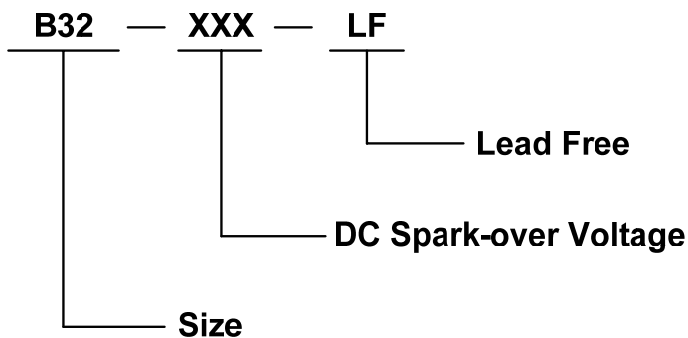 B32 — XXX — LF
Lead Free
DC Spark-over Voltage
Size